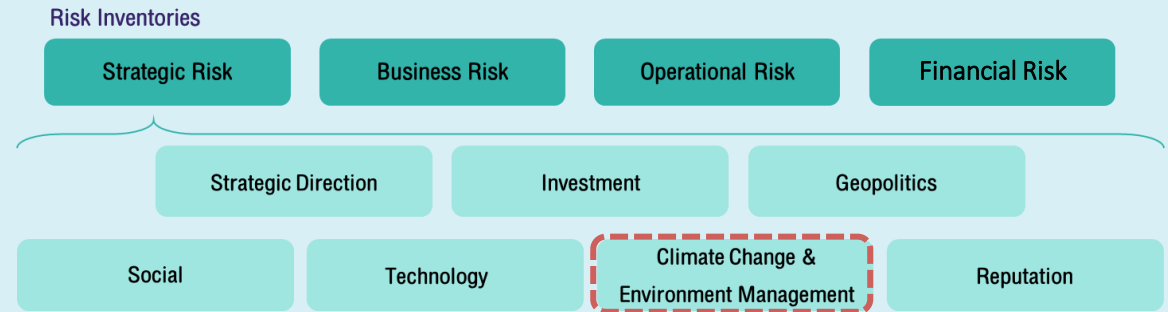 Risk Inventories
Strategic Risk
Business Risk
Operational Risk
Financial Risk
Strategic Direction
Investment
Geopolitics
Social
Technology
Climate Change &
Environment Management
Reputation